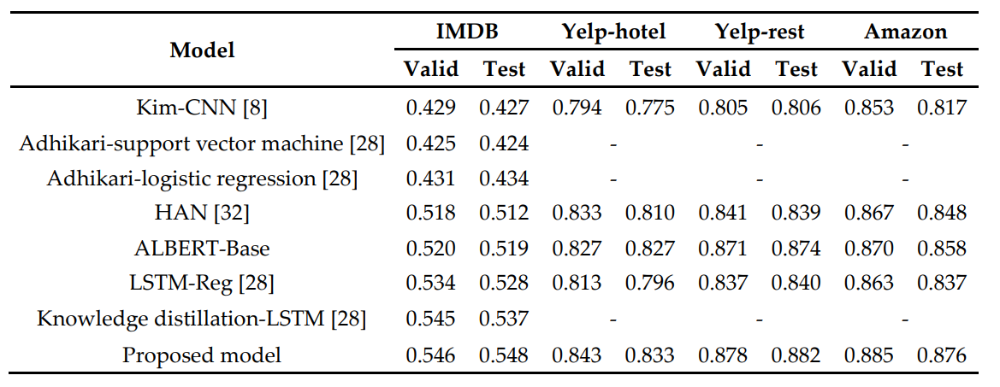 Model IMDB Yelp-hotel Yelp-rest Amazon
Valid Test Valid Test Valid Test Valid Test
Kim-CNN [8] 0.429 0.427 0.794 0.775 0.805 0.806 0.853 0.817
Adhikari-support vector machine [28] 0.425 0.424 - - -
Adhikari-logistic regression [28] 0.431 0.434 - - -
HAN [32] 0.518 0.512 0.833 0.810 0.841 0.839 0.867 0.848
ALBERT-Base 0.520 0.519 0.827 0.827 0.871 0.874 0.870 0.858
LSTM-Reg [28] 0.534 0.528 0.813 0.796 0.837 0.840 0.863 0.837
Knowledge distillation-LSTM [28] 0.545 0.537 - - -
Proposed model 0.546 0.548 0.843 0.833 0.878 0.882 0.885 0.876